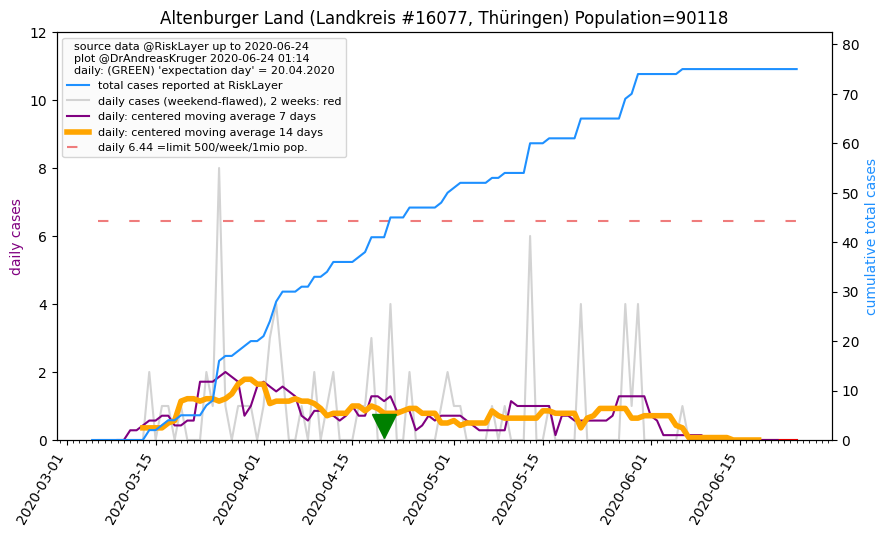 Altenburger Land (Landkreis #16077, Thüringen) Population=90118
source data @RiskLayer up to 2020-06-24
plot @DrAndreasKruger 2020-06-24 01:14
daily: (GREEN) 'expectation day' = 20.04.2020
total cases reported at RiskLayer
daily cases (weekend-flawed), 2 weeks: red
daily: centered moving average 7 days
daily: centered moving average 14 days
daily 6.44 =limit 500/week/1mio pop.
daily cases
12
10
8
6
4
2
0
80
70
60
50
40
30
20
10
0
cumulative total cases
2020-03-01
2020-03-15
2020-04-01
2020-04-15
2020-05-01
2020-05-15
2020-06-01
2020-06-15